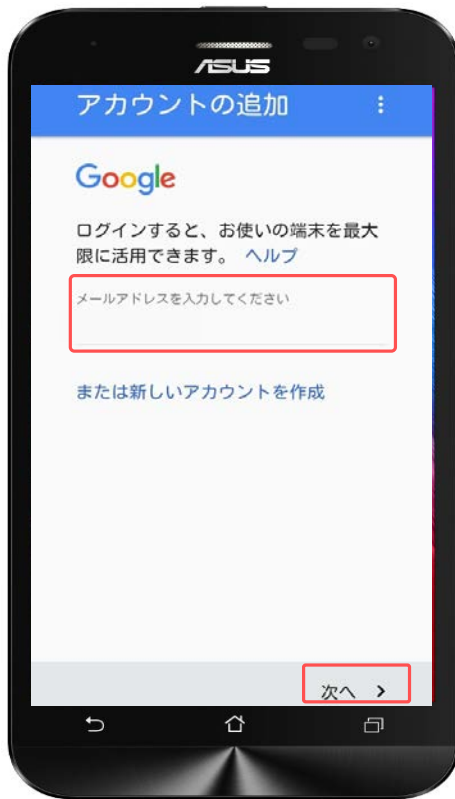 ASUS
アカウントの追加
Google
ログインすると、お使いの端末を最大
限に活用できます。 ヘルプ
メールアドレスを入力してください
または新しいアカウントを作成
次へ